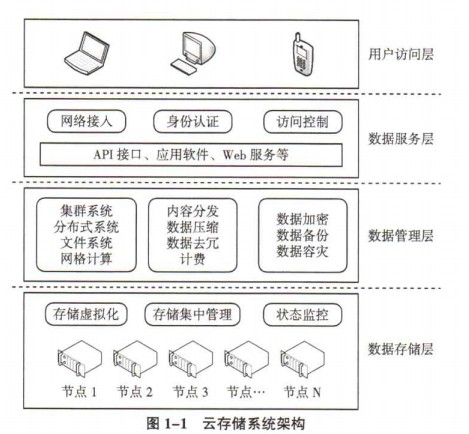 用户访问层
网络接入
身份认证
访问控制
API 接口、应用软件、Web 服务等
数据服务层
集群系统
分布式系统
文件系统
网格计算
内容分发
数据压缩
数据去冗
计费
数据加密
数据备份
数据容灾
数据管理层
存储虚拟化
存储集中管理
状态监控
节点 1
节点 2
节点 3
节点…
节点 N
数据存储层
图 1-1 云存储系统架构